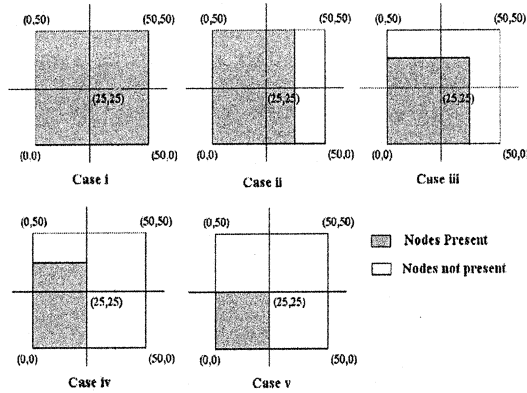 (0,50) (50,50) (0,50) (50,50) (0,50) (50,50)
(25,25) (25,25) (25,25)
(0,0) (50,0) (0,0) (50,0) (0,0) (50,0)
Case i Case ii Case iii
(0,50) (50,50) (0,50) (50,50)
Nodes Present
Nodes not present
(25,25) (25,25)
(0,0) (50,0) (0,0) (50,0)
Case iv Case v